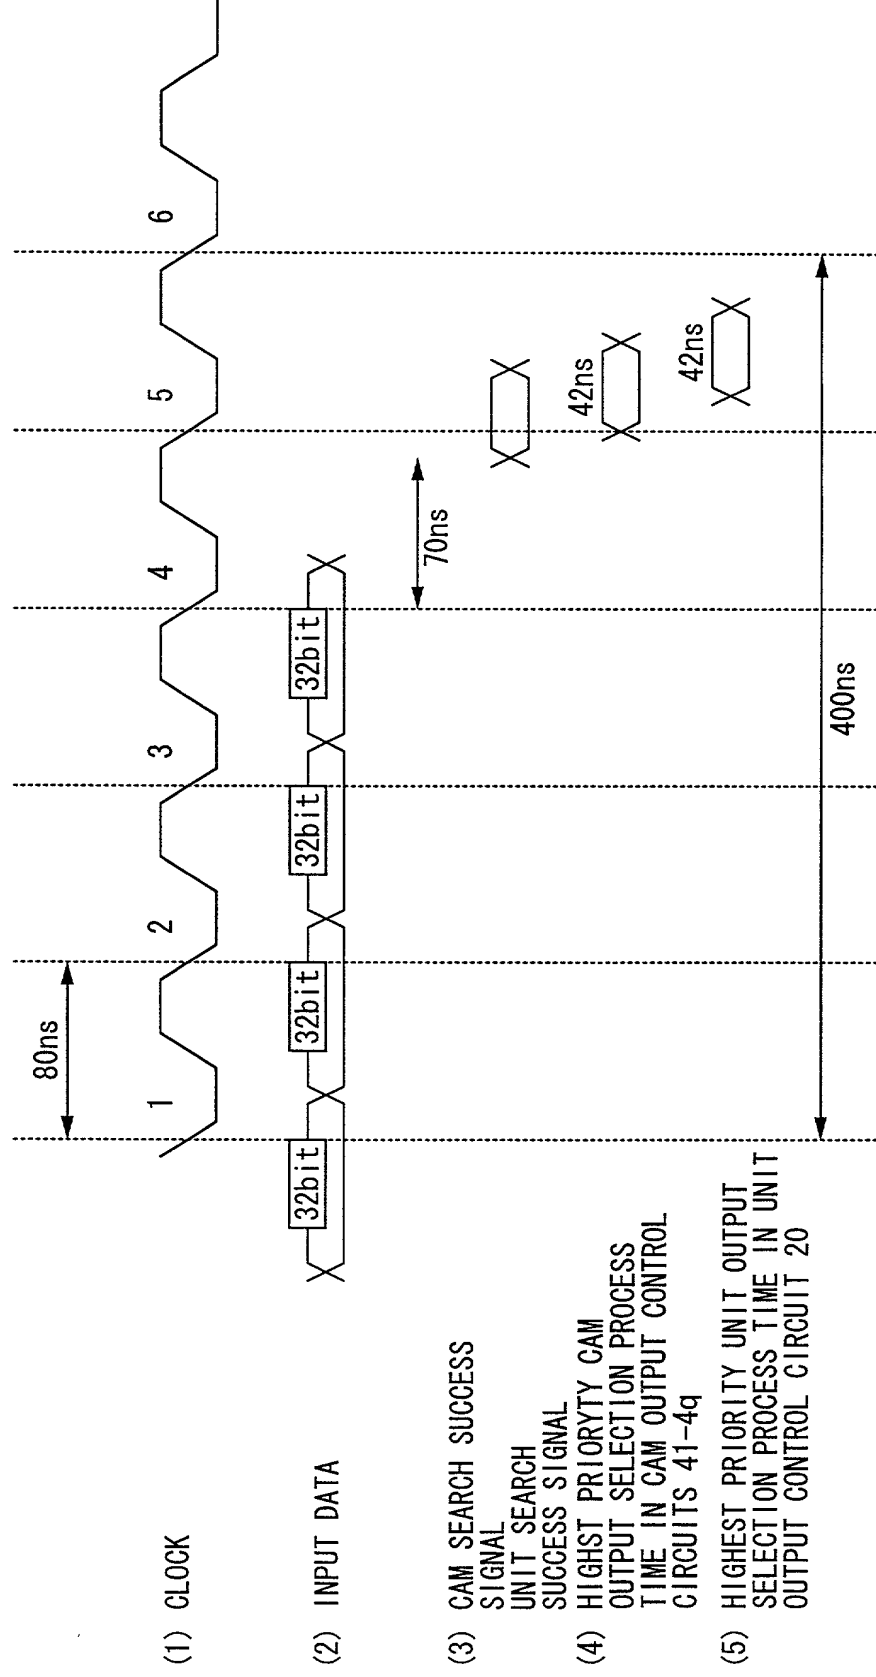 80ns
(1) CLOCK
1 2 3 4 5 6
(2) INPUT DATA
32bit 32bit 32bit 32bit
70ns
(3) CAM SEARCH SUCCESS
SIGNAL
UNIT SEARCH
SUCCESS SIGNAL
(4) HIGHST PRIORYTY CAM
OUTPUT SELECTION PROCESS
TIME IN CAM OUTPUT CONTROL
CIRCUITS 41-4q
42ns
(5) HIGHEST PRIORITY UNIT OUTPUT
SELECTION PROCESS TIME IN UNIT
OUTPUT CONTROL CIRCUIT 20
42ns
400ns